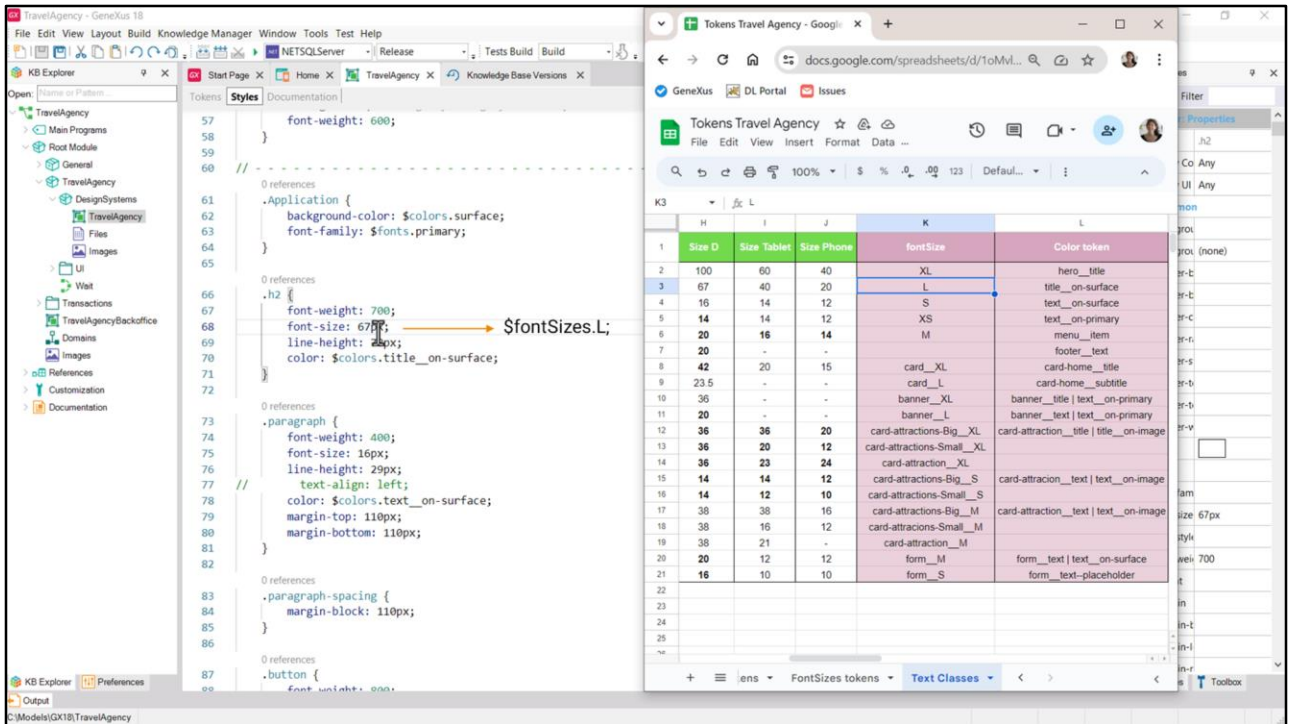 TravelAgency - GeneXus 18
File Edit View Layout Build Knowledge Manager Window Tools Test Help
NETSQLServer Release Tests Build Build
KB Explorer
Open: Name or Pattern...
TravelAgency
Main Programs
Root Module
General
TravelAgency
DesignSystems
TravelAgency
Files
Images
UI
Wait
Transactions
TravelAgencyBackoffice
Domains
Images
References
Customization
Documentation
KB Explorer Preferences
Output
C:\Models\GX18\TravelAgency
Start Page Home TravelAgency Knowledge Base Versions
Tokens Styles Documentation
57 font-weight: 600;
58 }
59
60 // - - - - - - - - - - - - - - - - - - - - - - - - - -
0 references
61 .Application {
62 background-color: $colors.surface;
63 font-family: $fonts.primary;
64 }
65
0 references
66 .h2 {
67 font-weight: 700;
68 font-size: 67px; $fontSizes.L;
69 line-height: px;
70 color: $colors.title__on-surface;
71 }
72
0 references
73 .paragraph {
74 font-weight: 400;
75 font-size: 16px;
76 line-height: 29px;
77 // text-align: left;
78 color: $colors.text__on-surface;
79 margin-top: 110px;
80 margin-bottom: 110px;
81 }
82
0 references
83 .paragraph-spacing {
84 margin-block: 110px;
85 }
86
0 references
87 .button {
88 font-weight: 800;
Tokens Travel Agency - Google
docs.google.com/spreadsheets/d/1oMvl...
GeneXus DL Portal Issues
Tokens Travel Agency
File Edit View Insert Format Data ...
100% $ % .0 .00 123 Defaul...
K3 fx L
H I J K L
1 Size D Size Tablet Size Phone fontSize Color token
2 100 60 40 XL hero__title
3 67 40 20 L title__on-surface
4 16 14 12 S text__on-surface
5 14 14 12 XS text__on-primary
6 20 16 14 M menu__item
7 20 - - footer__text
8 42 20 15 card__XL card-home__title
9 23.5 - - card__L card-home__subtitle
10 36 - - banner__XL banner__title | text__on-primary
11 20 - - banner__L banner__text | text__on-primary
12 36 36 20 card-attractions-Big__XL card-attraction__title | title__on-image
13 36 20 12 card-attractions-Small__XL
14 36 23 24 card-attraction__XL
15 14 14 12 card-attractions-Big__S card-attracion__text | text__on-image
16 14 12 10 card-attractions-Small__S
17 38 38 16 card-attractions-Big__M card-attraction__text | text__on-image
18 38 16 12 card-attracions-Small__M
19 38 21 - card-attraction__M
20 20 12 12 form__M form__text | text__on-surface
21 16 10 10 form__S form__text--placeholder
22
23
24
25
ens FontSizes tokens Text Classes
Filter
: Properties
.h2
Co Any
UI Any
mon
(none)
size 67px
wei 700
Toolbox